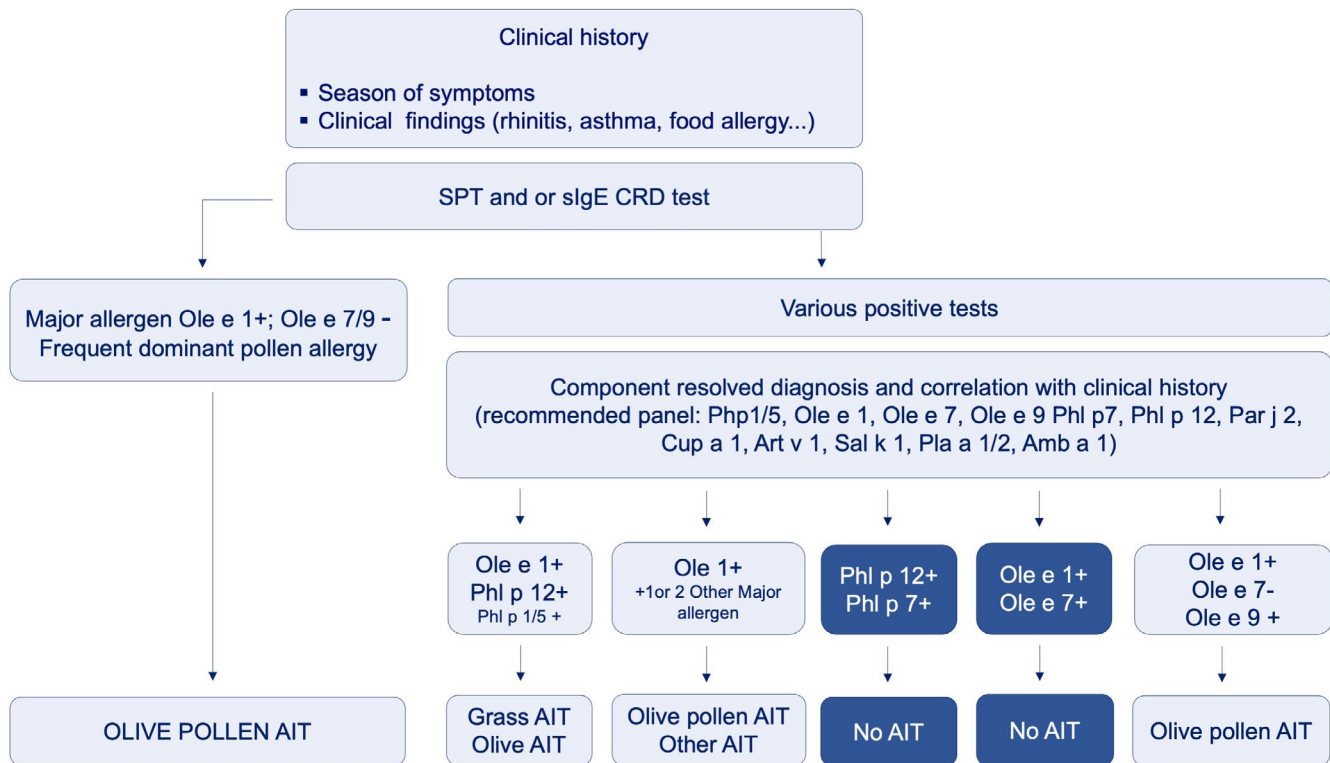 Clinical history
▪ Season of symptoms
▪ Clinical findings (rhinitis, asthma, food allergy...)
SPT and or sIgE CRD test
Major allergen Ole e 1+; Ole e 7/9 -
Frequent dominant pollen allergy
Various positive tests
Component resolved diagnosis and correlation with clinical history
(recommended panel: Php1/5, Ole e 1, Ole e 7, Ole e 9 Phl p7, Phl p 12, Par j 2,
Cup a 1, Art v 1, Sal k 1, Pla a 1/2, Amb a 1)
Ole e 1+
Phl p 12+
Phl p 1/5 +
Ole 1+
+1or 2 Other Major
allergen
Phl p 12+
Phl p 7+
Ole e 1+
Ole e 7+
Ole e 1+
Ole e 7-
Ole e 9 +
OLIVE POLLEN AIT
Grass AIT
Olive AIT
Olive pollen AIT
Other AIT
No AIT
No AIT
Olive pollen AIT